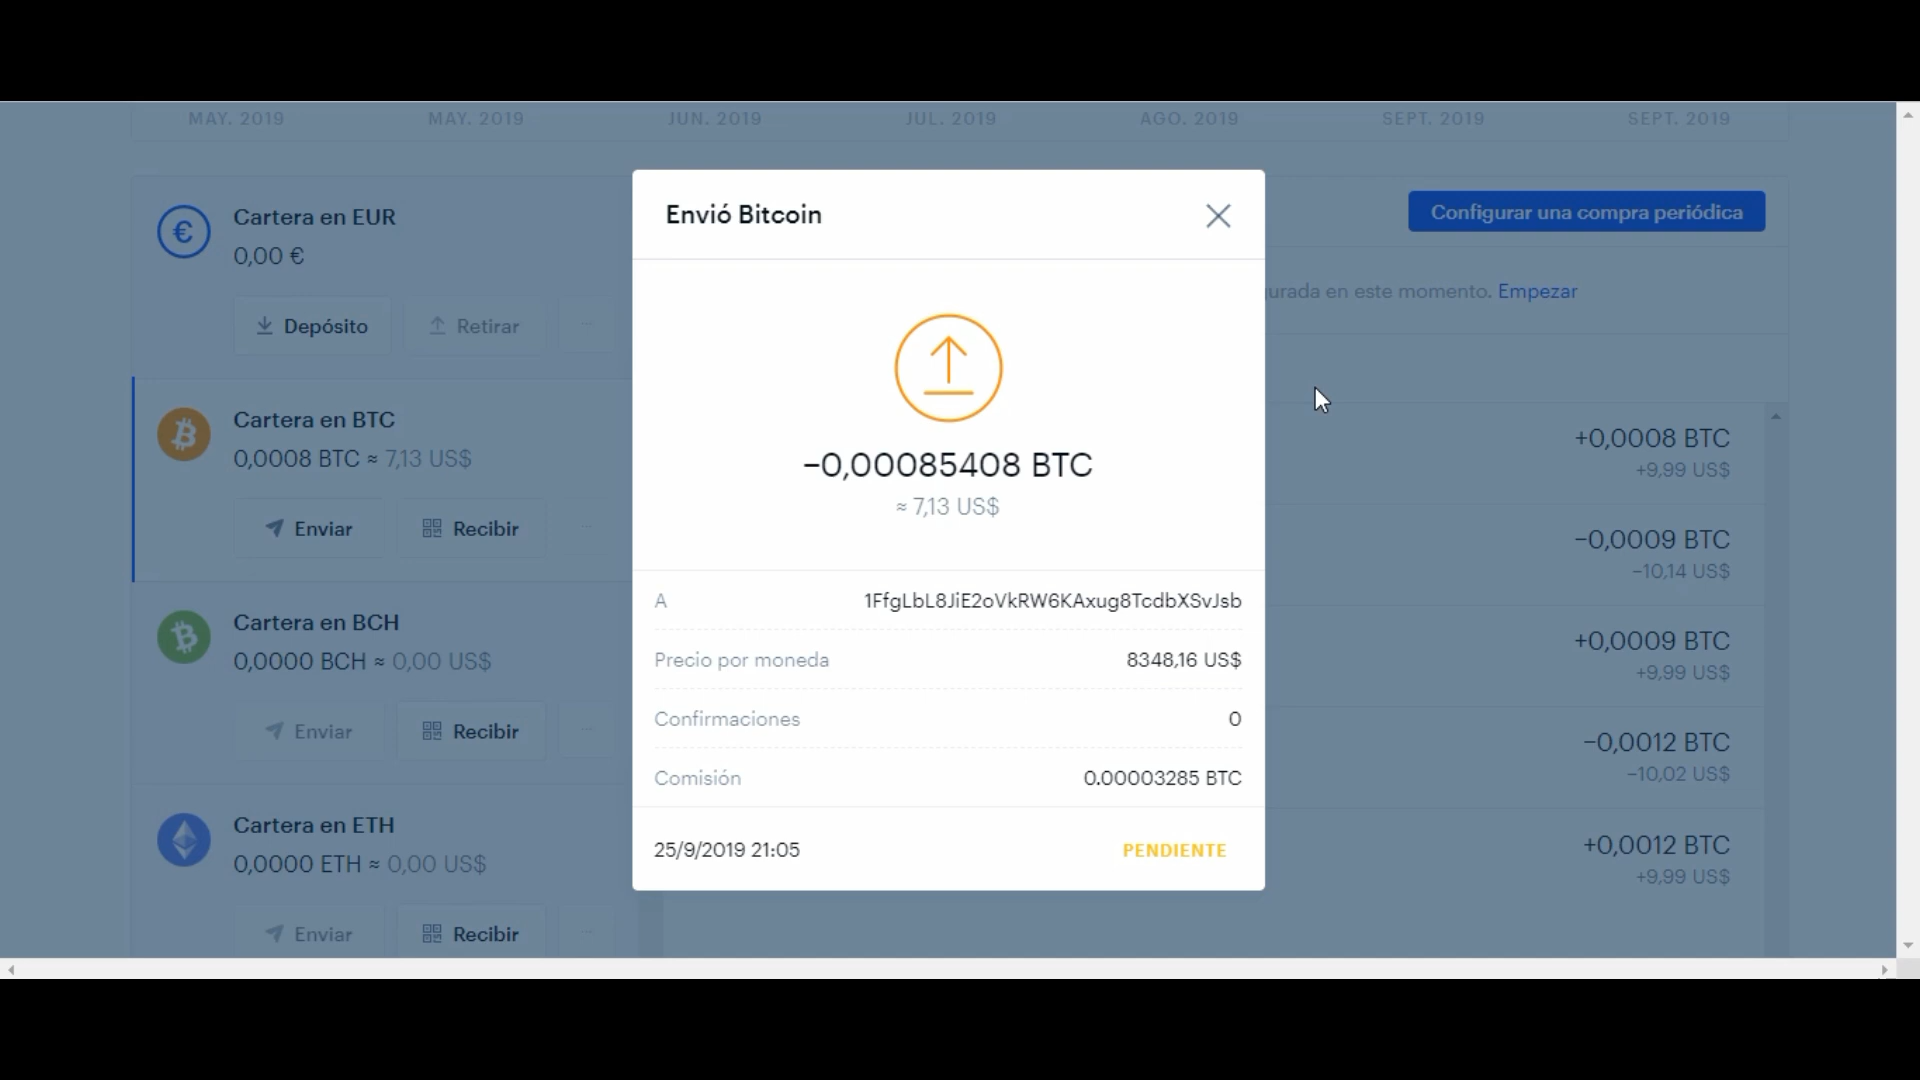 MAY. 2019 MAY. 2019 JUN. 2019 JUL. 2019 AGO. 2019 SEPT. 2019 SEPT. 2019
Cartera en EUR
0,00 €
Depósito Retirar
Cartera en BTC
0,0008 BTC ≈ 7,13 US$
Enviar Recibir
Cartera en BCH
0,0000 BCH ≈ 0,00 US$
Enviar Recibir
Cartera en ETH
0,0000 ETH ≈ 0,00 US$
Enviar Recibir
Envió Bitcoin
−0,00085408 BTC
≈ 7,13 US$
A 1FfgLbL8JiE2oVkRW6KAxug8TcdbXSvJsb
Precio por moneda 8348,16 US$
Confirmaciones 0
Comisión 0.00003285 BTC
25/9/2019 21:05 PENDIENTE
Configurar una compra periódica
urada en este momento. Empezar
+0,0008 BTC
+9,99 US$
−0,0009 BTC
−10,14 US$
+0,0009 BTC
+9,99 US$
−0,0012 BTC
−10,02 US$
+0,0012 BTC
+9,99 US$